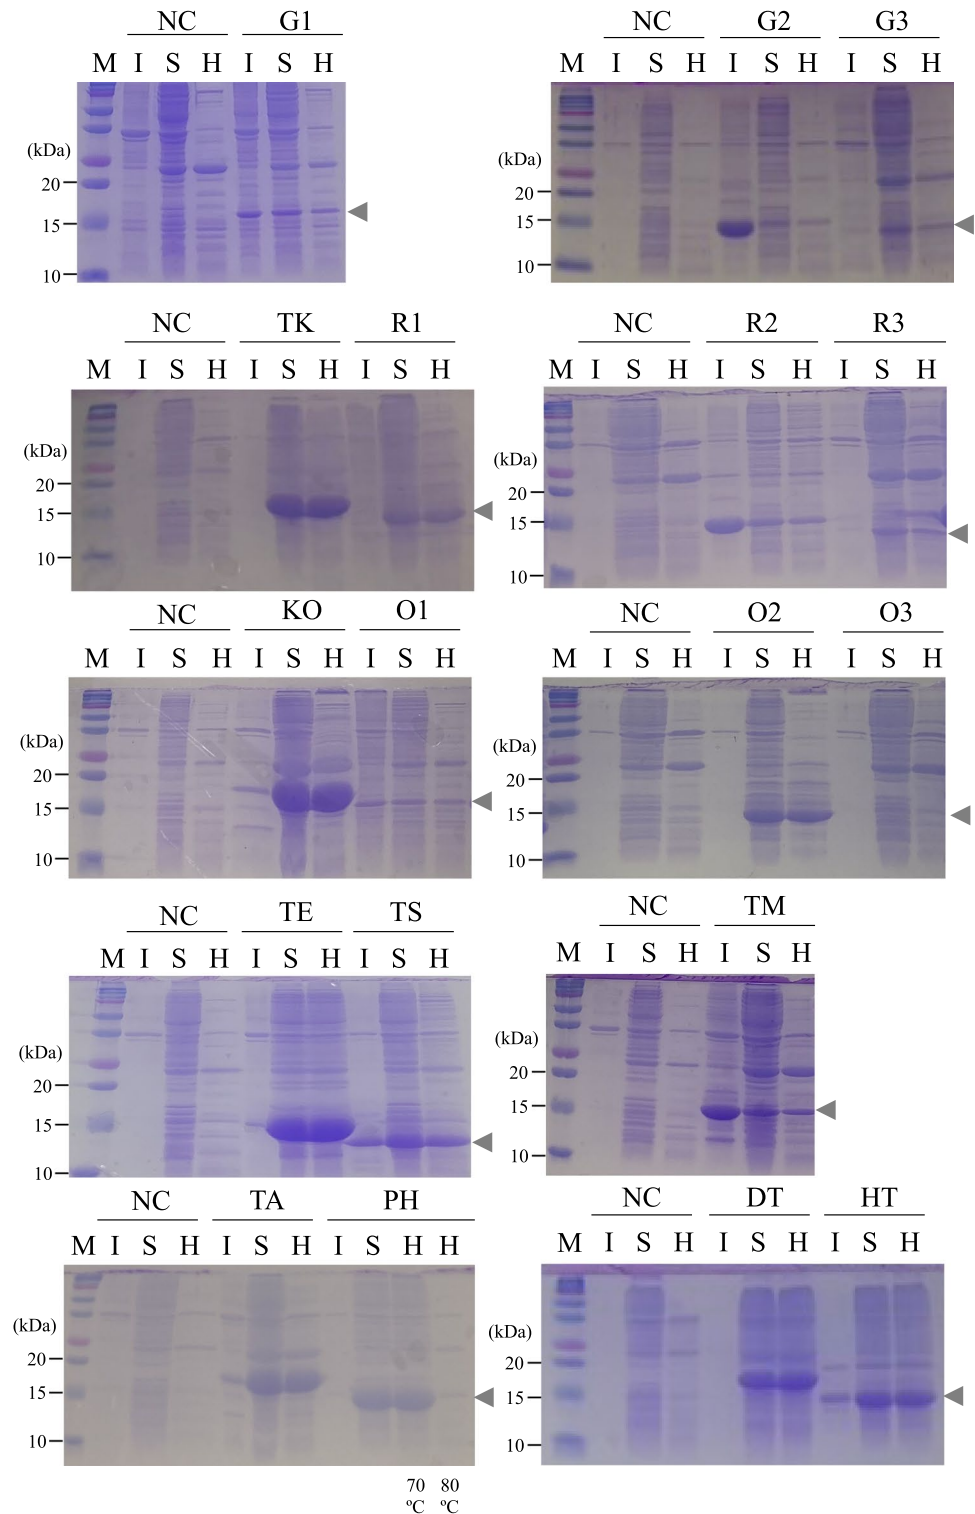 NC G1
M I S H I S H
(kDa)
20
15
10
NC G2 G3
M I S H I S H I S H
(kDa)
20
15
10
NC TK R1
M I S H I S H I S H
(kDa)
20
15
10
NC R2 R3
M I S H I S H I S H
(kDa)
20
15
10
NC KO O1
M I S H I S H I S H
(kDa)
20
15
10
NC O2 O3
M I S H I S H I S H
(kDa)
20
15
10
NC TE TS
M I S H I S H I S H
(kDa)
20
15
10
NC TM
M I S H I S H
(kDa)
20
15
10
NC TA PH
M I S H I S H I S H H
(kDa)
20
15
10
70 80
ºC ºC
NC DT HT
M I S H I S H I S H
(kDa)
20
15
10